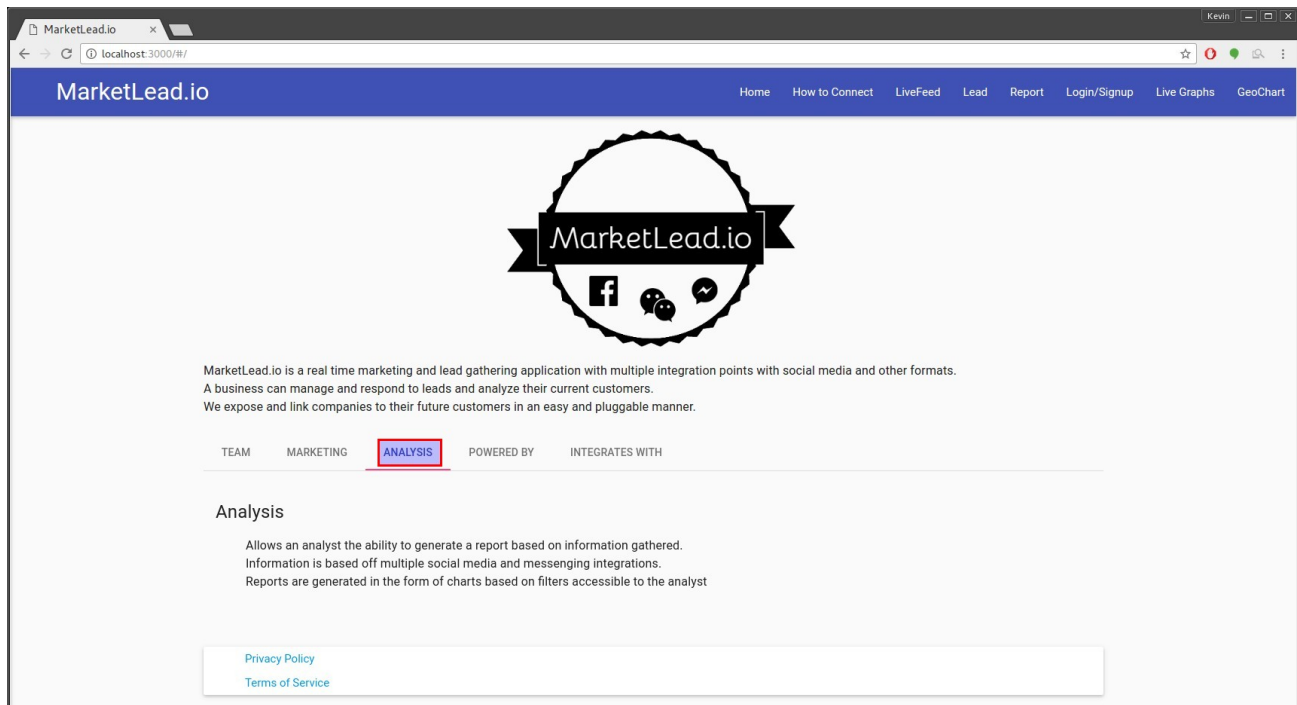 Kevin
MarketLead.io
localhost:3000/#/
MarketLead.io
Home How to Connect LiveFeed Lead Report Login/Signup Live Graphs GeoChart
MarketLead.io
MarketLead.io is a real time marketing and lead gathering application with multiple integration points with social media and other formats.
A business can manage and respond to leads and analyze their current customers.
We expose and link companies to their future customers in an easy and pluggable manner.
TEAM MARKETING ANALYSIS POWERED BY INTEGRATES WITH
Analysis
Allows an analyst the ability to generate a report based on information gathered.
Information is based off multiple social media and messenging integrations.
Reports are generated in the form of charts based on filters accessible to the analyst
Privacy Policy
Terms of Service